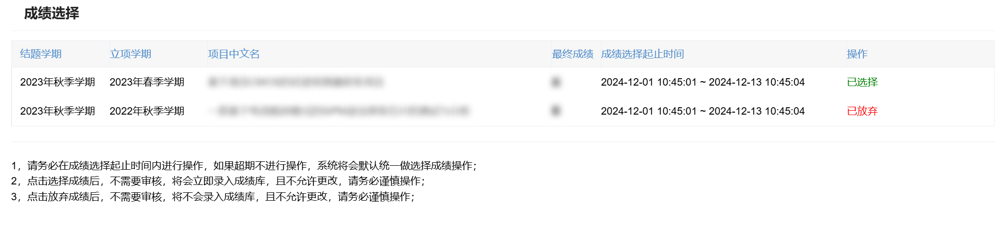 成绩选择
结题学期 立项学期 项目中文名 最终成绩 成绩选择起止时间 操作
2023年秋季学期 2023年春季学期 2024-12-01 10:45:01 ~ 2024-12-13 10:45:04 已选择
2023年秋季学期 2022年秋季学期 2024-12-01 10:45:01 ~ 2024-12-13 10:45:04 已放弃
1，请务必在成绩选择起止时间内进行操作，如果超期不进行操作，系统将会默认统一做选择成绩操作；
2，点击选择成绩后，不需要审核，将会立即录入成绩库，且不允许更改，请务必谨慎操作；
3，点击放弃成绩后，不需要审核，将不会录入成绩库，且不允许更改，请务必谨慎操作；